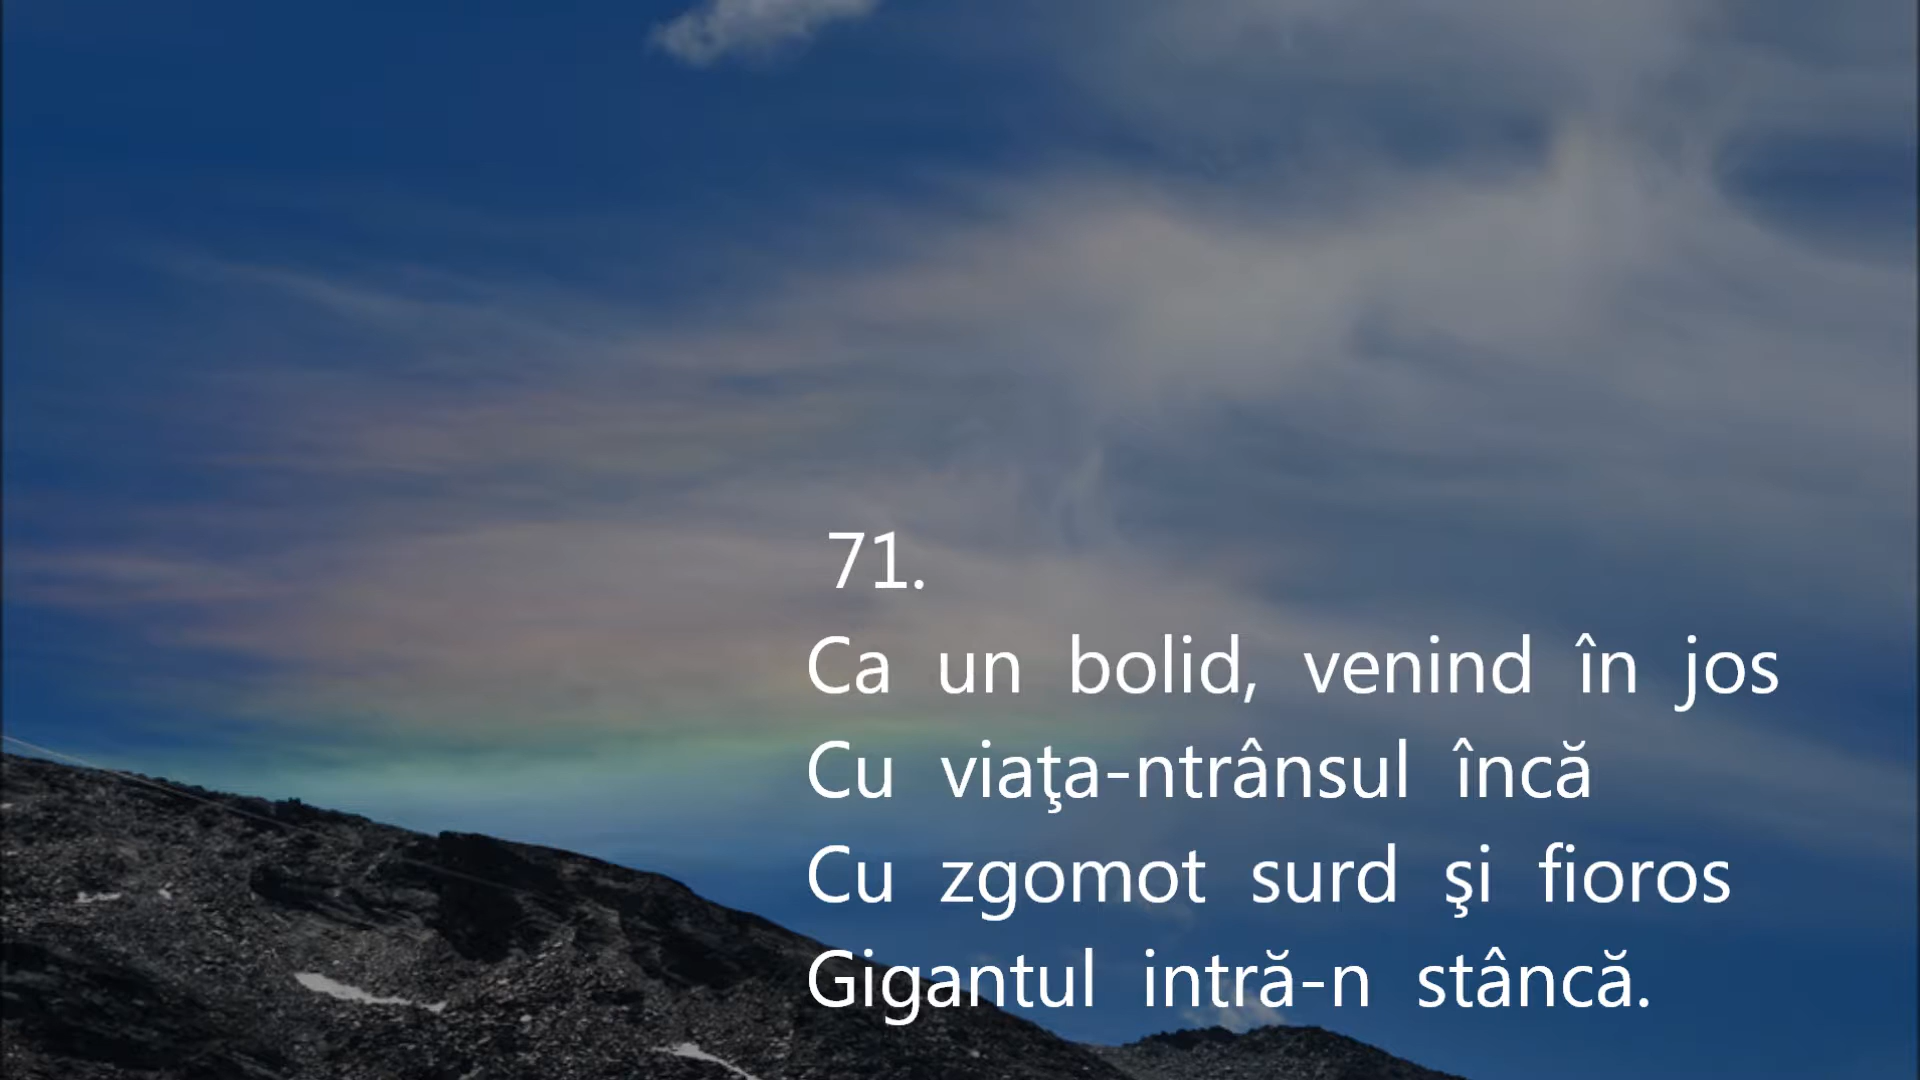 71.
Ca un bolid, venind în jos
Cu viaţa-ntrânsul încă
Cu zgomot surd şi fioros
Gigantul intră-n stâncă.